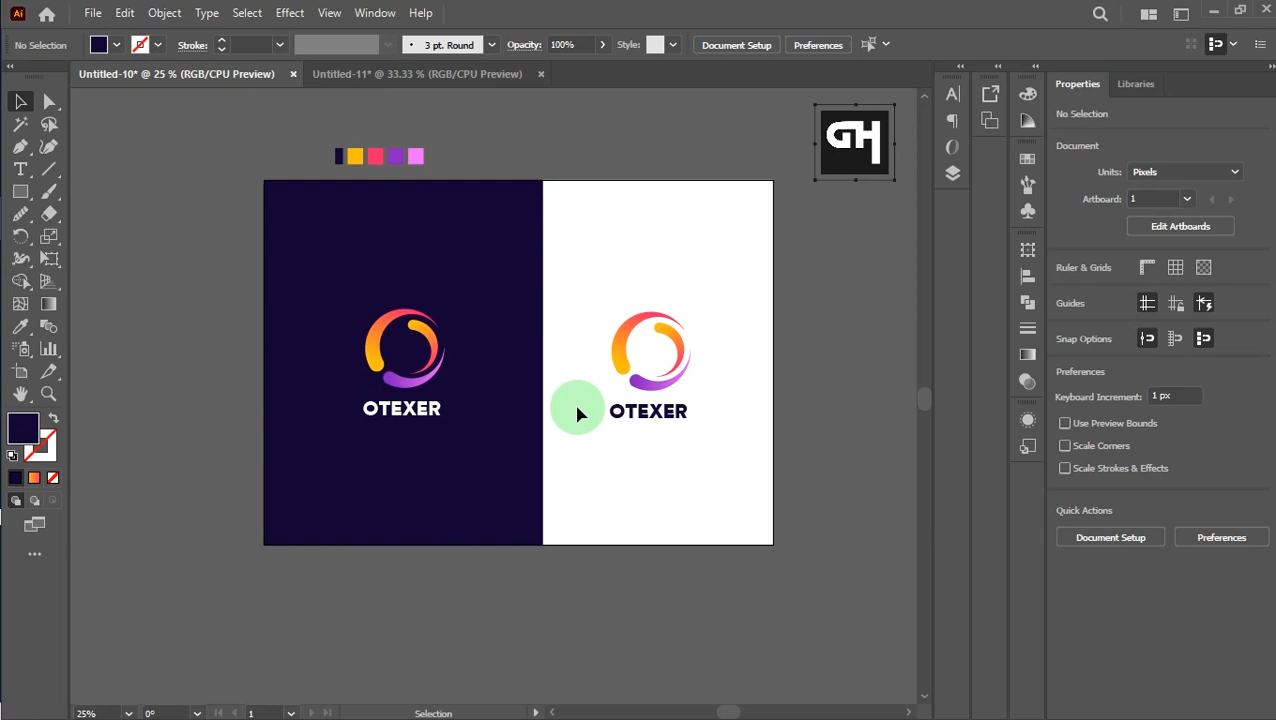 Ai File Edit Object Type Select Effect View Window Help
No Selection Stroke: 3 pt. Round Opacity: 100% Style: Document Setup Preferences
Untitled-10* @ 25 % (RGB/CPU Preview) × Untitled-11* @ 33.33 % (RGB/CPU Preview) ×
GH
OTEXER
OTEXER
Properties Libraries
No Selection
Document
Units: Pixels
Artboard: 1
Edit Artboards
Ruler & Grids
Guides
Snap Options
Preferences
Keyboard Increment: 1 px
Use Preview Bounds
Scale Corners
Scale Strokes & Effects
Quick Actions
Document Setup Preferences
25% 0° 1 Selection